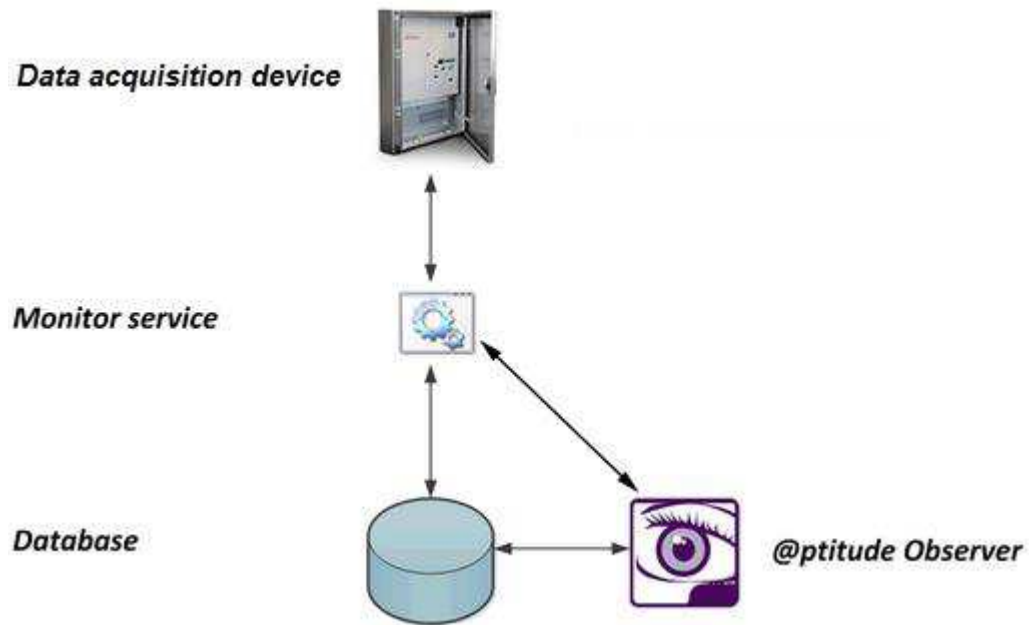 Data acquisition device
Monitor service
Database
@ptitude Observer